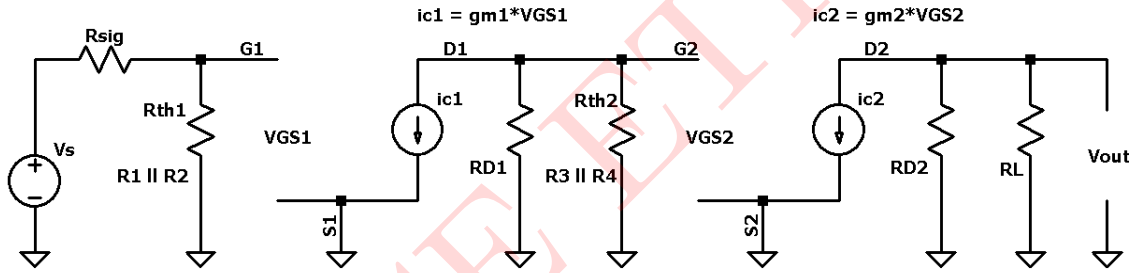 ic1 = gm1*VGS1
ic2 = gm2*VGS2
Rsig
G1
D1
G2
D2
Rth1
ic1
Rth2
ic2
Vs
VGS1
VGS2
Vout
R1 ll R2
RD1
R3 ll R4
RD2
RL
S1
S2
+
−